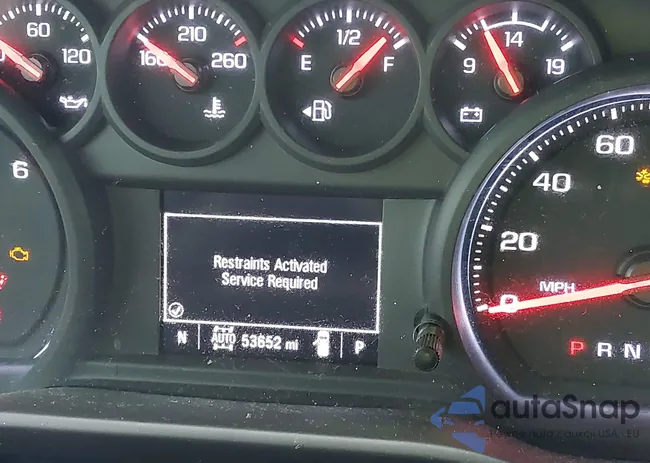 60
120
160
210
260
E
1/2
F
9
14
19
6
Restraints Activated
Service Required
N
AUTO
53652 mi
P
0
20
40
60
MPH
P R N
autaSnap